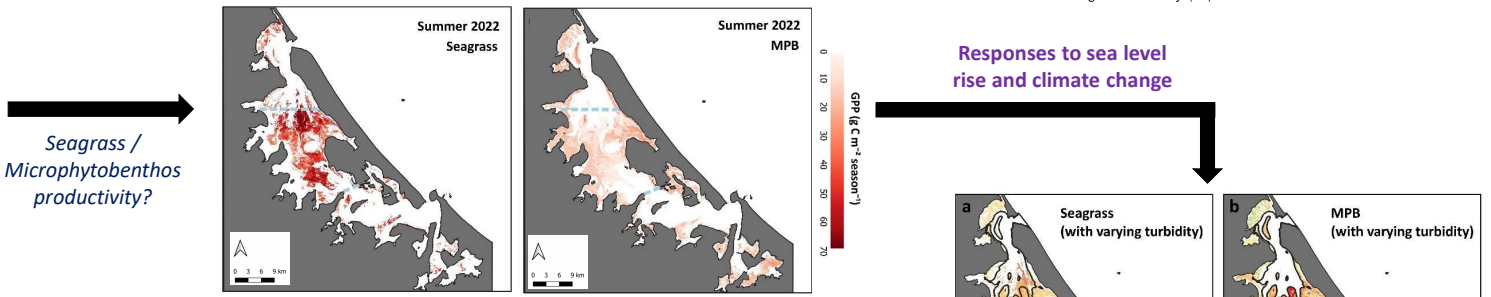 Seagrass /
Microphytobenthos
productivity?
Summer 2022
Seagrass
0 3 6 9 km
Summer 2022
MPB
0 3 6 9 km
0
10
20
30
40
50
60
70
GPP (g C m⁻² season⁻¹)
Responses to sea level
rise and climate change
a
Seagrass
(with varying turbidity)
b
MPB
(with varying turbidity)